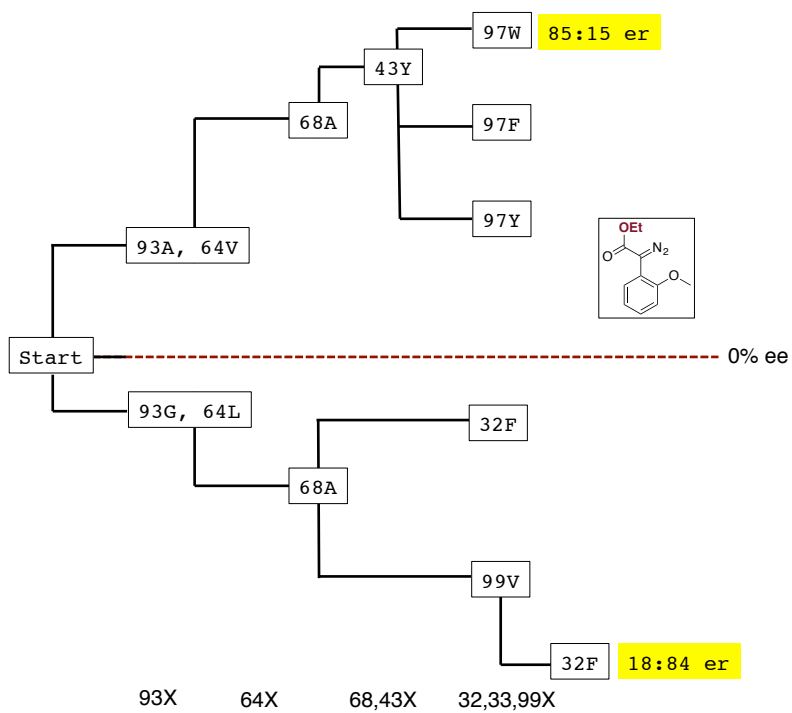 97W
85:15 er
43Y
68A
97F
97Y
93A, 64V
OEt
O
N₂
O
Start
0% ee
93G, 64L
32F
68A
99V
32F
18:84 er
93X
64X
68,43X
32,33,99X